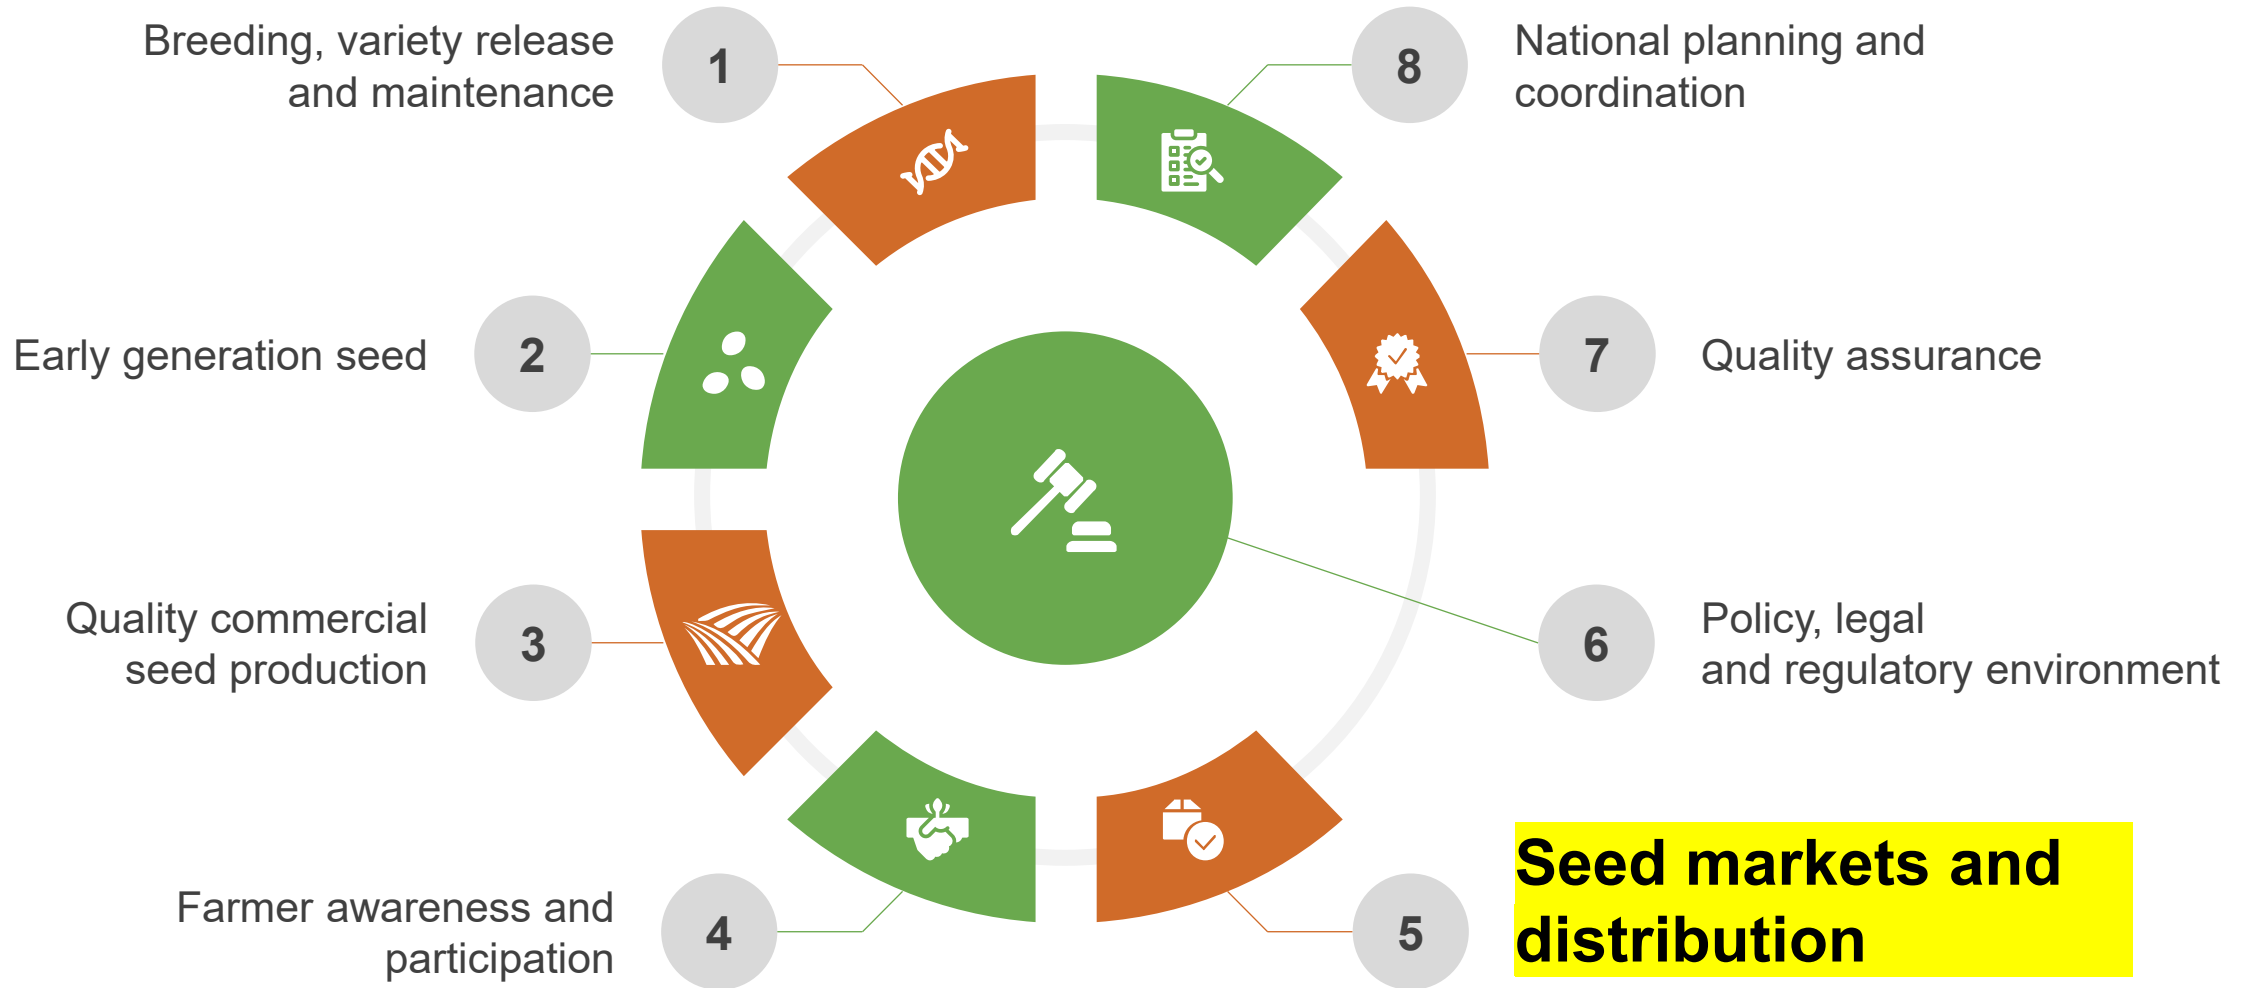 1
Breeding, variety release
and maintenance
2
Early generation seed
3
Quality commercial
seed production
4
Farmer awareness and
participation
5
Seed markets and
distribution
6
Policy, legal
and regulatory environment
7
Quality assurance
8
National planning and
coordination